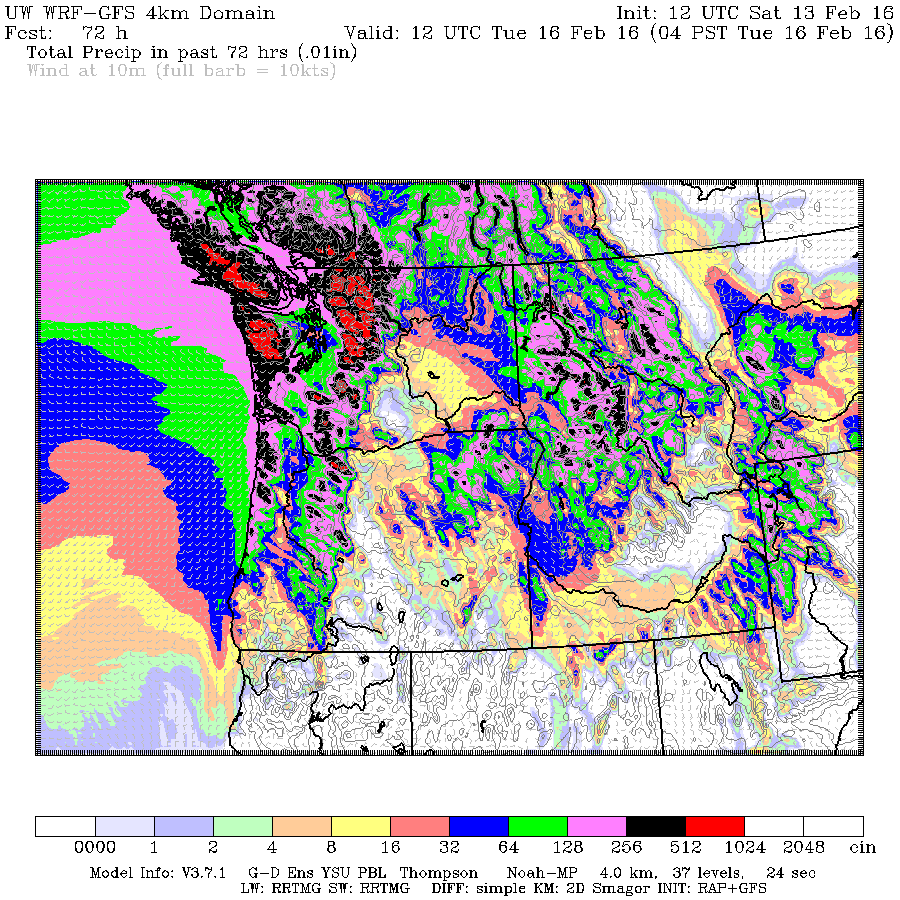 UW WRF-GFS 4km Domain Init: 12 UTC Sat 13 Feb 16
Fcst: 72 h Valid: 12 UTC Tue 16 Feb 16 (04 PST Tue 16 Feb 16)
Total Precip in past 72 hrs (.01in)
Wind at 10m (full barb = 10kts)
0000 1 2 4 8 16 32 64 128 256 512 1024 2048 cin
Model Info: V3.7.1 G-D Ens YSU PBL Thompson Noah-MP 4.0 km, 37 levels, 24 sec
LW: RRTMG SW: RRTMG DIFF: simple KM: 2D Smagor INIT: RAP+GFS